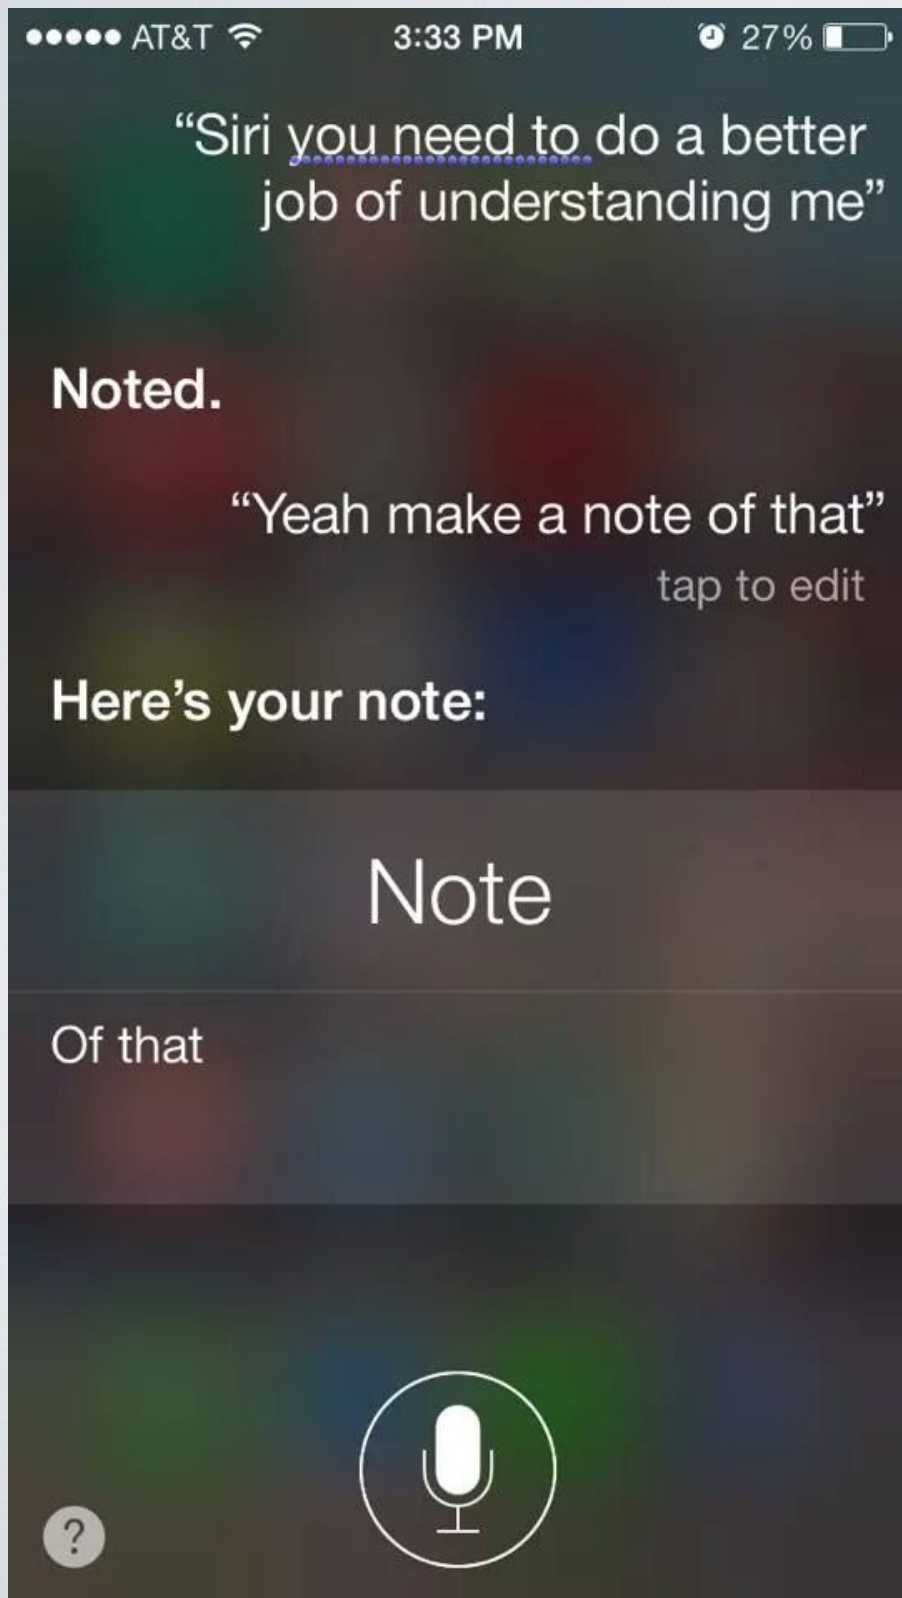 AT&T 3:33 PM 27%
“Siri you need to do a better
job of understanding me”
Noted.
“Yeah make a note of that”
tap to edit
Here’s your note:
Note
Of that
?